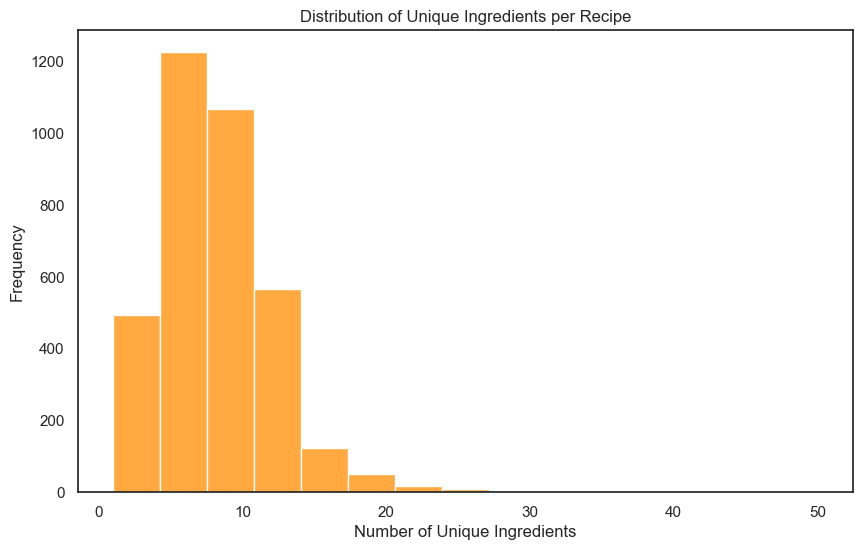 Distribution of Unique Ingredients per Recipe
1200
1000
800
600
400
200
0
Frequency
0 10 20 30 40 50
Number of Unique Ingredients